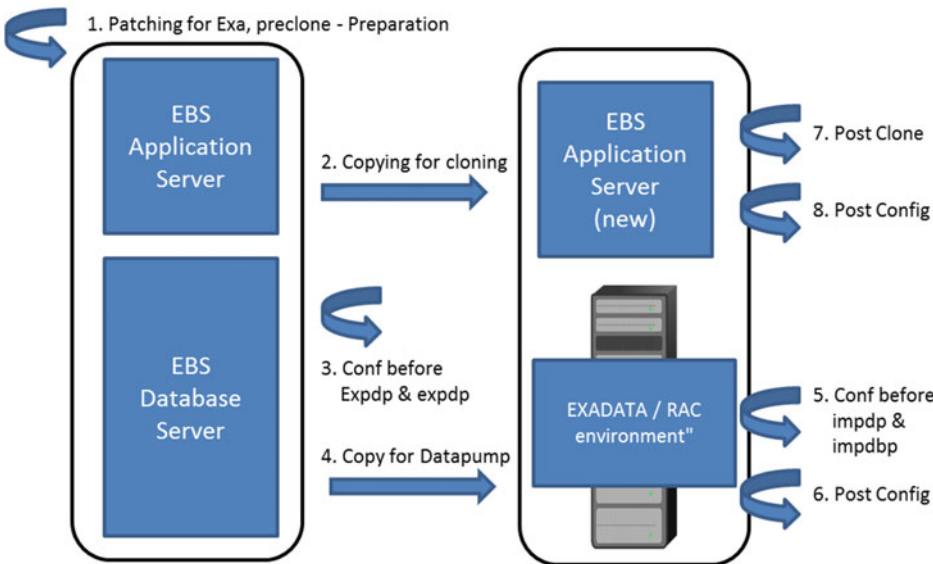 1. Patching for Exa, preclone - Preparation
EBS
Application
Server
2. Copying for cloning
EBS
Application
Server
(new)
7. Post Clone
8. Post Config
EBS
Database
Server
3. Conf before
Expdp & expdp
4. Copy for Datapump
EXADATA / RAC
environment"
5. Conf before
impdp &
impdbp
6. Post Config